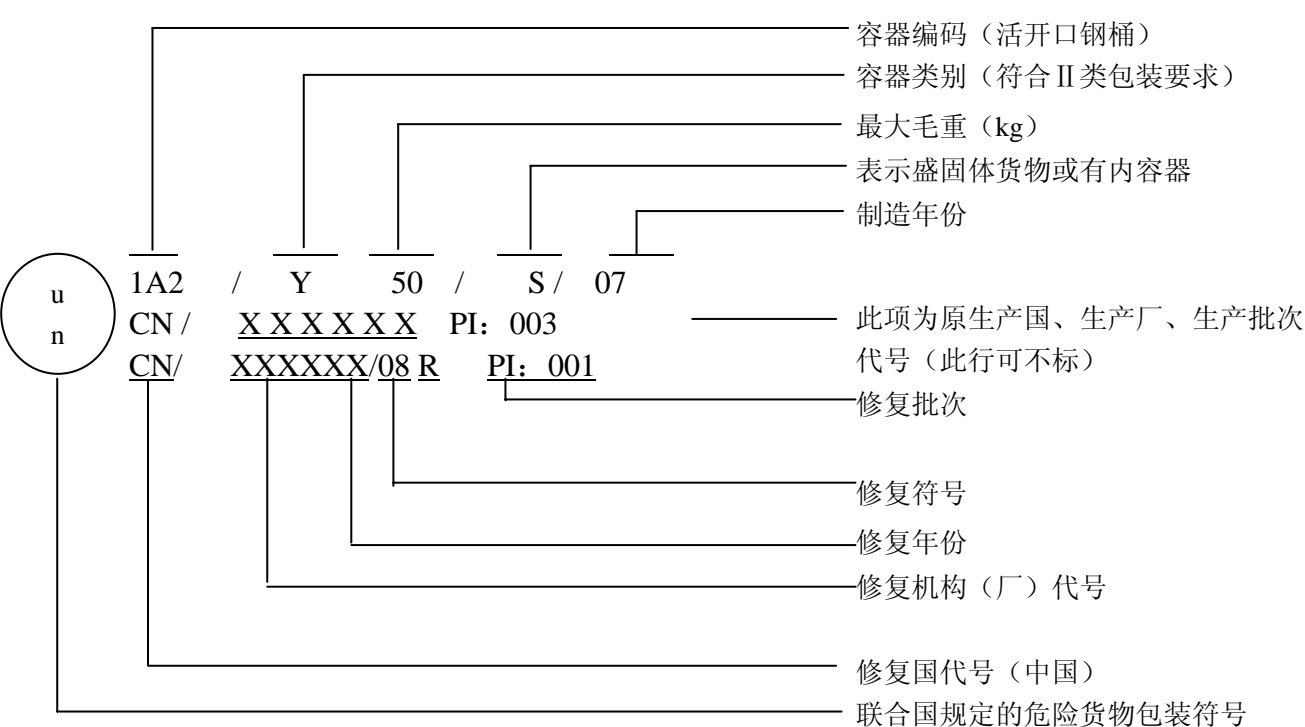 容器编码（活开口钢桶）
容器类别（符合Ⅱ类包装要求）
最大毛重（kg）
表示盛固体货物或有内容器
制造年份
u
n
1A2 / Y 50 / S / 07
CN / X X X X X X PI：003
CN/ XXXXXX/08 R PI：001
此项为原生产国、生产厂、生产批次
代号（此行可不标）
修复批次
修复符号
修复年份
修复机构（厂）代号
修复国代号（中国）
联合国规定的危险货物包装符号